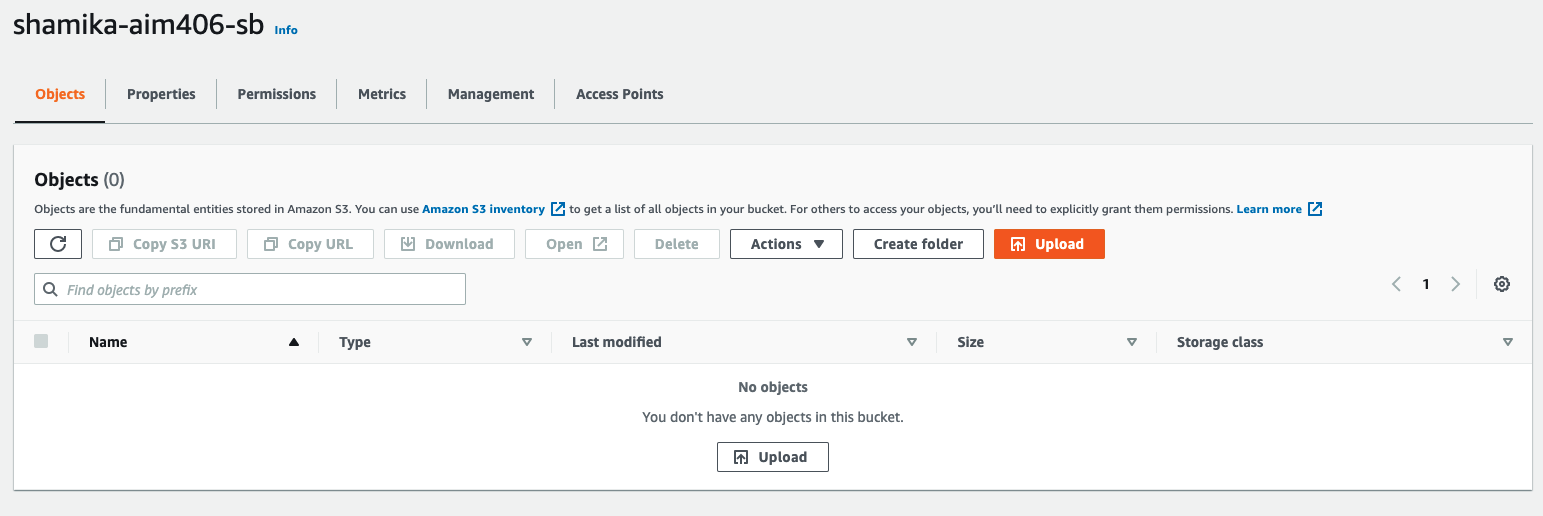 shamika-aim406-sb Info
Objects Properties Permissions Metrics Management Access Points
Objects (0)
Objects are the fundamental entities stored in Amazon S3. You can use Amazon S3 inventory to get a list of all objects in your bucket. For others to access your objects, you'll need to explicitly grant them permissions. Learn more
Copy S3 URI Copy URL Download Open Delete Actions Create folder Upload
Find objects by prefix 1
Name Type Last modified Size Storage class
No objects
You don't have any objects in this bucket.
Upload